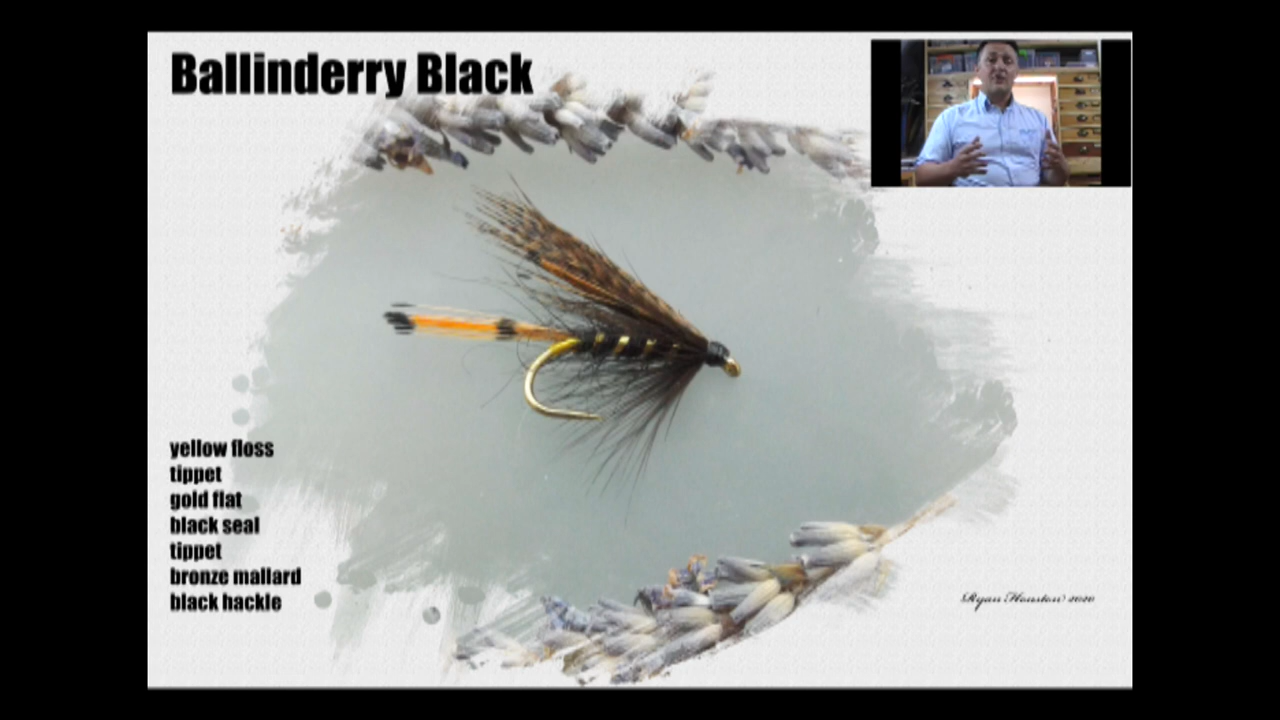 Ballinderry Black
yellow floss
tippet
gold flat
black seal
tippet
bronze mallard
black hackle
Ryan Houston 2020